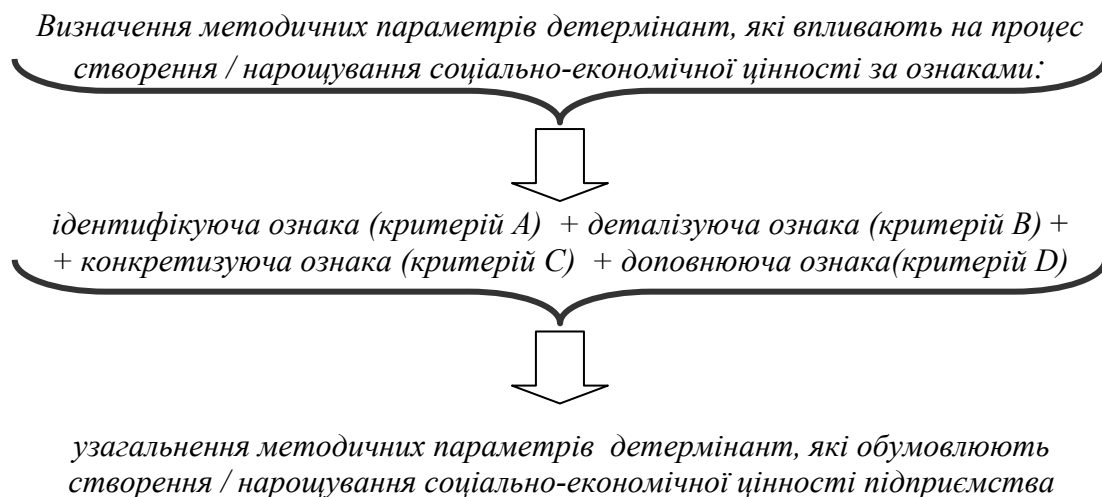 Визначення методичних параметрів детермінант, які впливають на процес
створення / нарощування соціально-економічної цінності за ознаками:
ідентифікуюча ознака (критерій А) + деталізуюча ознака (критерій В) +
+ конкретизуюча ознака (критерій С) + доповнююча ознака(критерій D)
узагальнення методичних параметрів детермінант, які обумовлюють
створення / нарощування соціально-економічної цінності підприємства